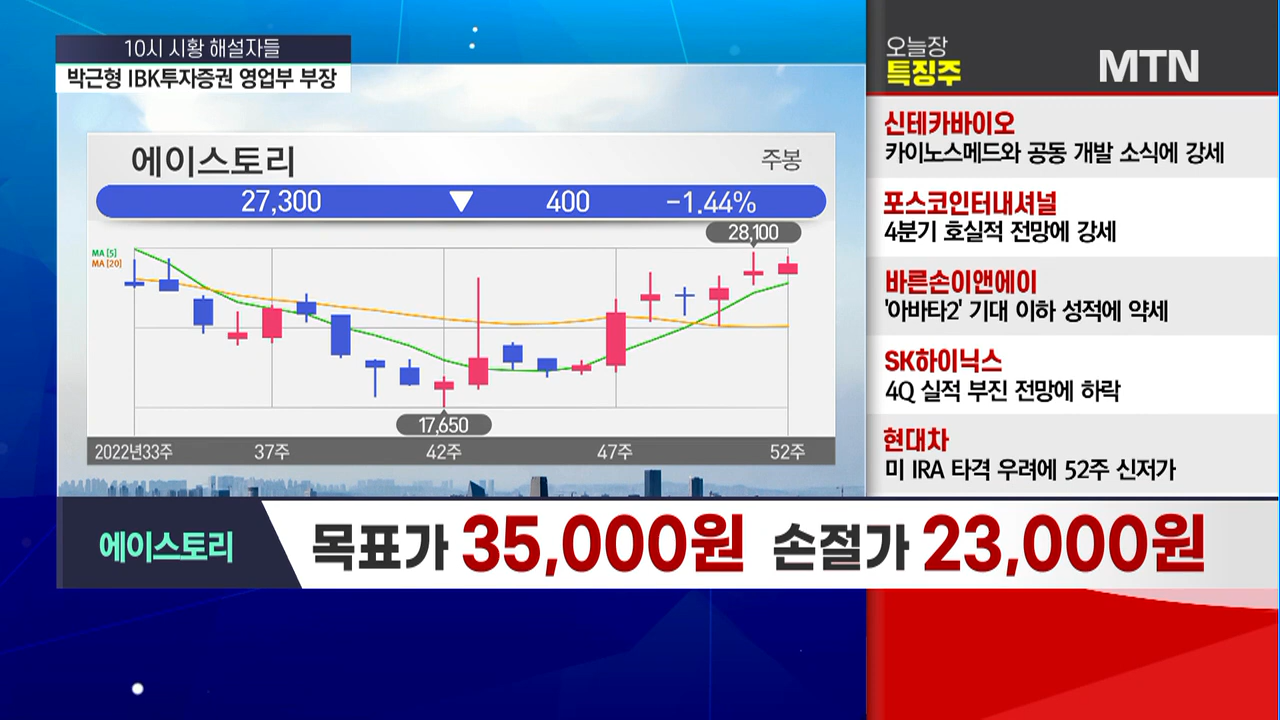 10시 시황 해설자들
박근형 IBK투자증권 영업부 부장
에이스토리
주봉
27,300 ▼ 400 -1.44%
28,100
MA [5]
MA [20]
17,650
2022년33주 37주 42주 47주 52주
오늘장
특징주
MTN
신테카바이오
카이노스메드와 공동 개발 소식에 강세
포스코인터내셔널
4분기 호실적 전망에 강세
바른손이앤에이
'아바타2' 기대 이하 성적에 약세
SK하이닉스
4Q 실적 부진 전망에 하락
현대차
미 IRA 타격 우려에 52주 신저가
에이스토리
목표가 35,000원 손절가 23,000원